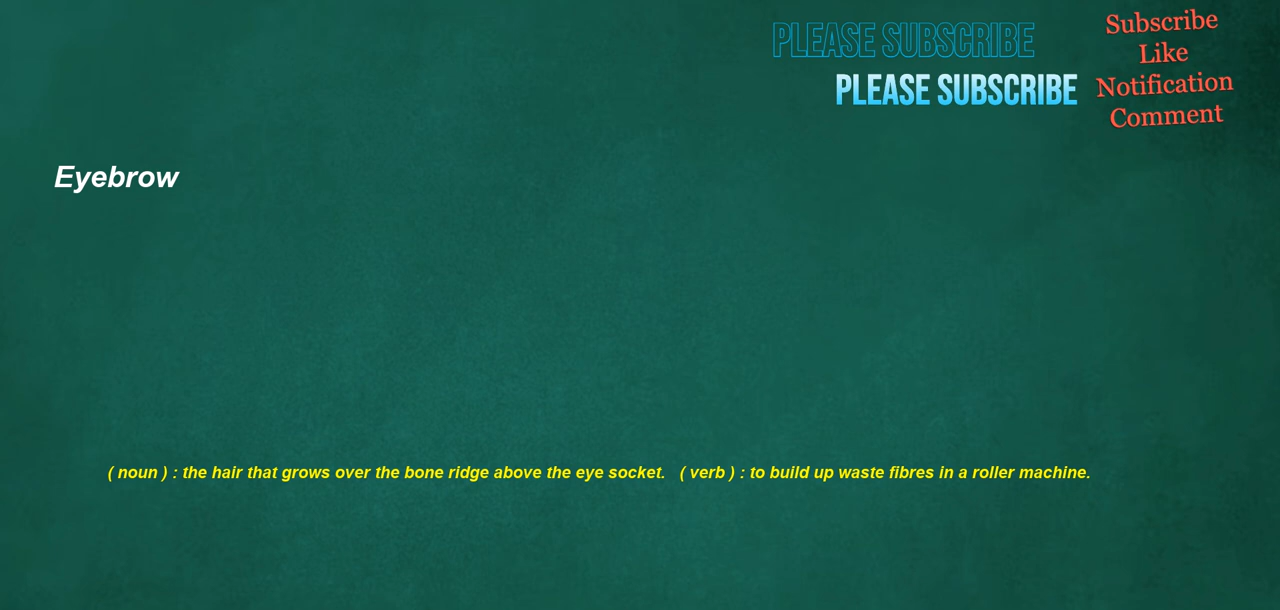 PLEASE SUBSCRIBE
PLEASE SUBSCRIBE
Subscribe
Like
Notification
Comment
Eyebrow
( noun ) : the hair that grows over the bone ridge above the eye socket. ( verb ) : to build up waste fibres in a roller machine.